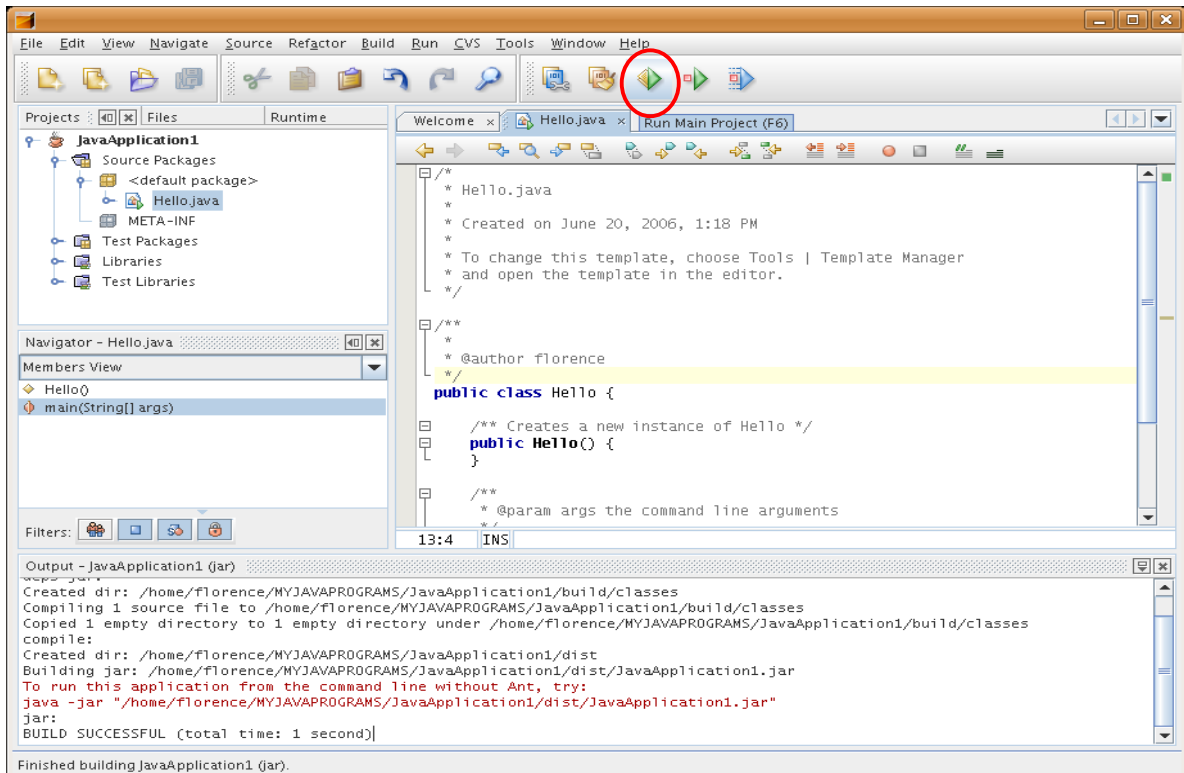 File Edit View Navigate Source Refactor Build Run CVS Tools Window Help
Projects Files Runtime
JavaApplication1
Source Packages
<default package>
Hello.java
META-INF
Test Packages
Libraries
Test Libraries
Navigator - Hello.java
Members View
Hello()
main(String[] args)
Filters:
Welcome x Hello.java x Run Main Project (F6)
/*
* Hello.java
*
* Created on June 20, 2006, 1:18 PM
*
* To change this template, choose Tools | Template Manager
* and open the template in the editor.
*/
/**
*
* @author florence
*/
public class Hello {
/** Creates a new instance of Hello */
public Hello() {
}
/**
* @param args the command line arguments
*/
13:4 INS
Output - JavaApplication1 (jar)
deps-jar:
Created dir: /home/florence/MYJAVAPROGRAMS/JavaApplication1/build/classes
Compiling 1 source file to /home/florence/MYJAVAPROGRAMS/JavaApplication1/build/classes
Copied 1 empty directory to 1 empty directory under /home/florence/MYJAVAPROGRAMS/JavaApplication1/build/classes
compile:
Created dir: /home/florence/MYJAVAPROGRAMS/JavaApplication1/dist
Building jar: /home/florence/MYJAVAPROGRAMS/JavaApplication1/dist/JavaApplication1.jar
To run this application from the command line without Ant, try:
java -jar "/home/florence/MYJAVAPROGRAMS/JavaApplication1/dist/JavaApplication1.jar"
jar:
BUILD SUCCESSFUL (total time: 1 second)
Finished building JavaApplication1 (jar).